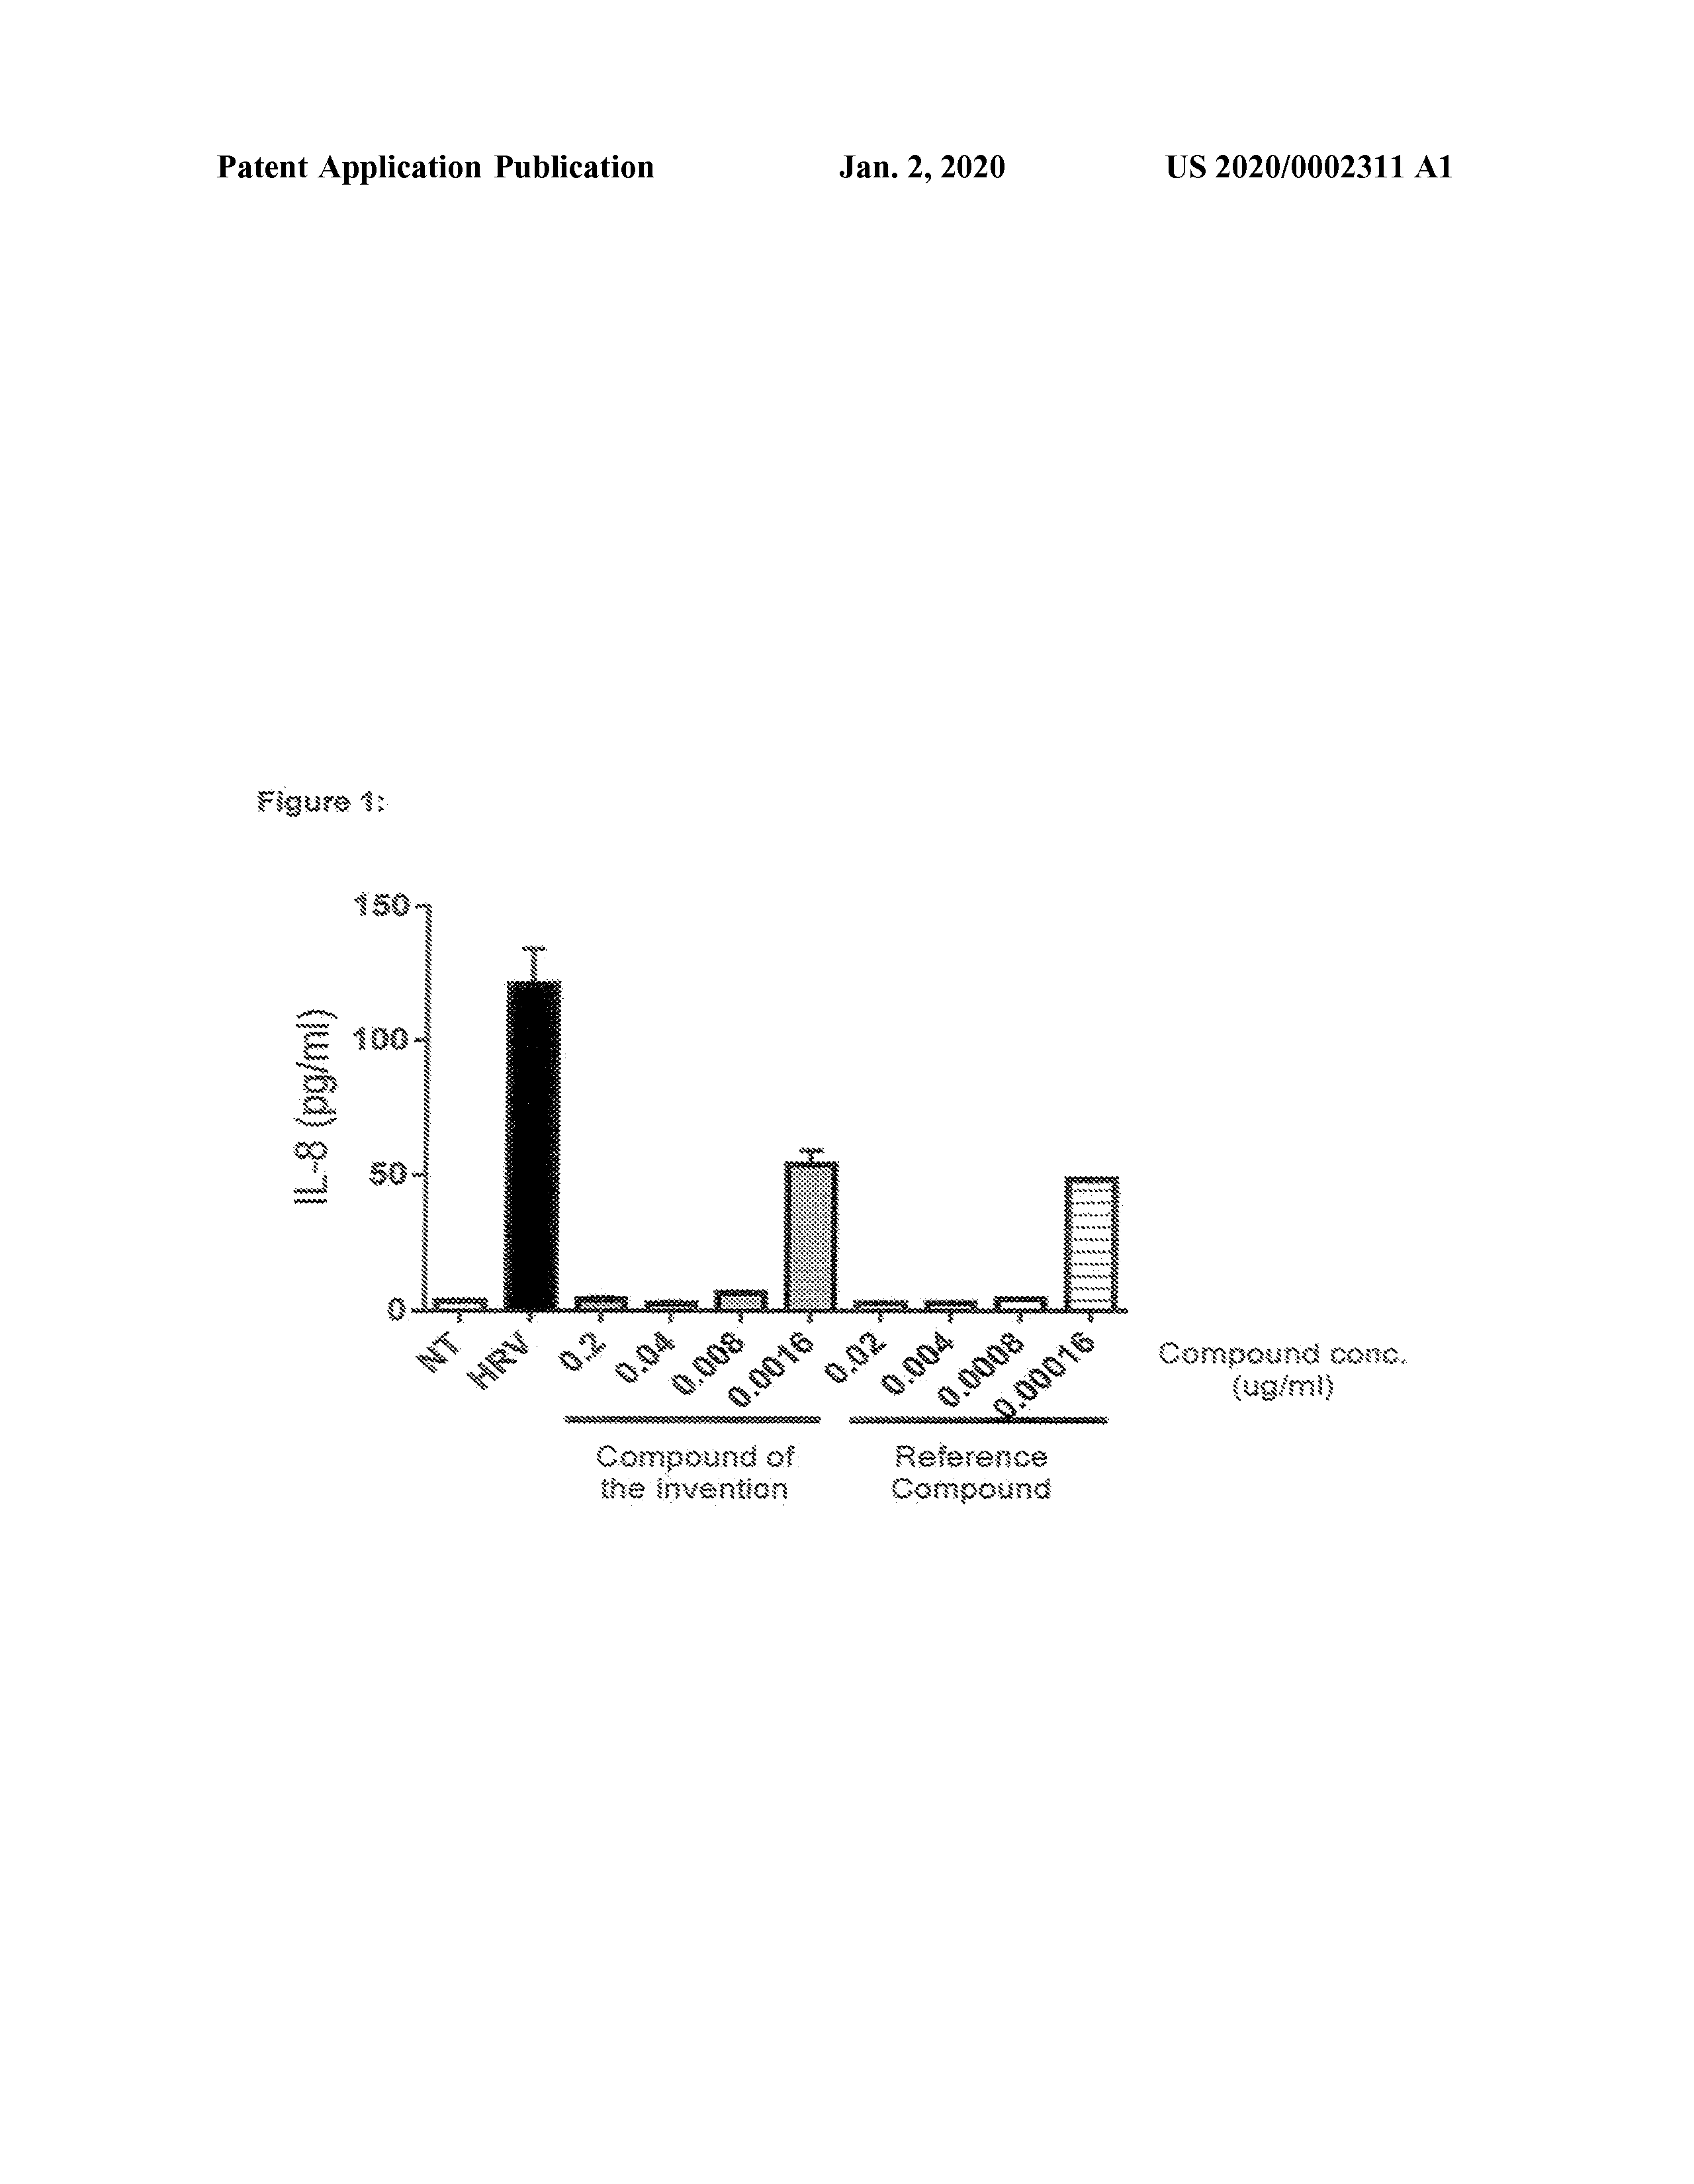 Patent Application Publication Jan. 2, 2020 US 2020/0002311 A1
Figure 1:
150
100
50
0
IL-8 (pg/ml)
NT HRV 0.2 0.04 0.008 0.0016 0.02 0.004 0.0008 0.00016
Compound conc.
(ug/ml)
Compound of
the invention
Reference
Compound